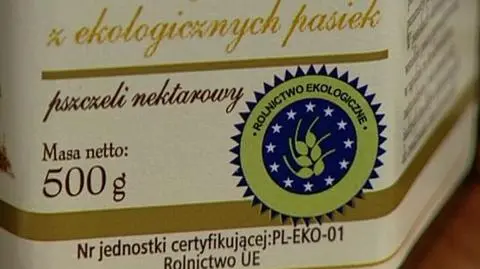 z ekologicznych pasiek
pszczeli nektarowy
Masa netto:
500 g
• ROLNICTWO EKOLOGICZNE •
Nr jednostki certyfikującej:PL-EKO-01
Rolnictwo UE